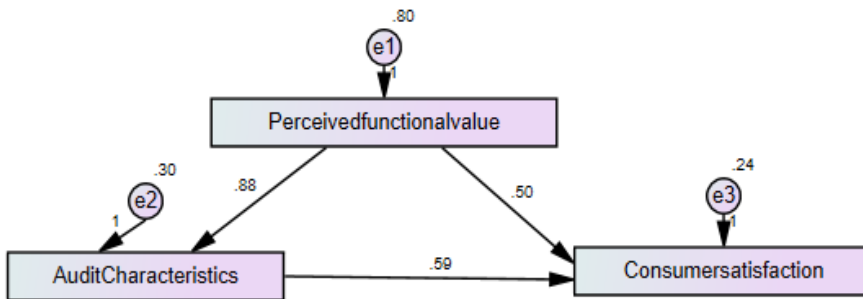 .80
e1
1
Perceivedfunctionalvalue
.30
e2
1
.88
.50
.24
e3
1
AuditCharacteristics
.59
Consumersatisfaction